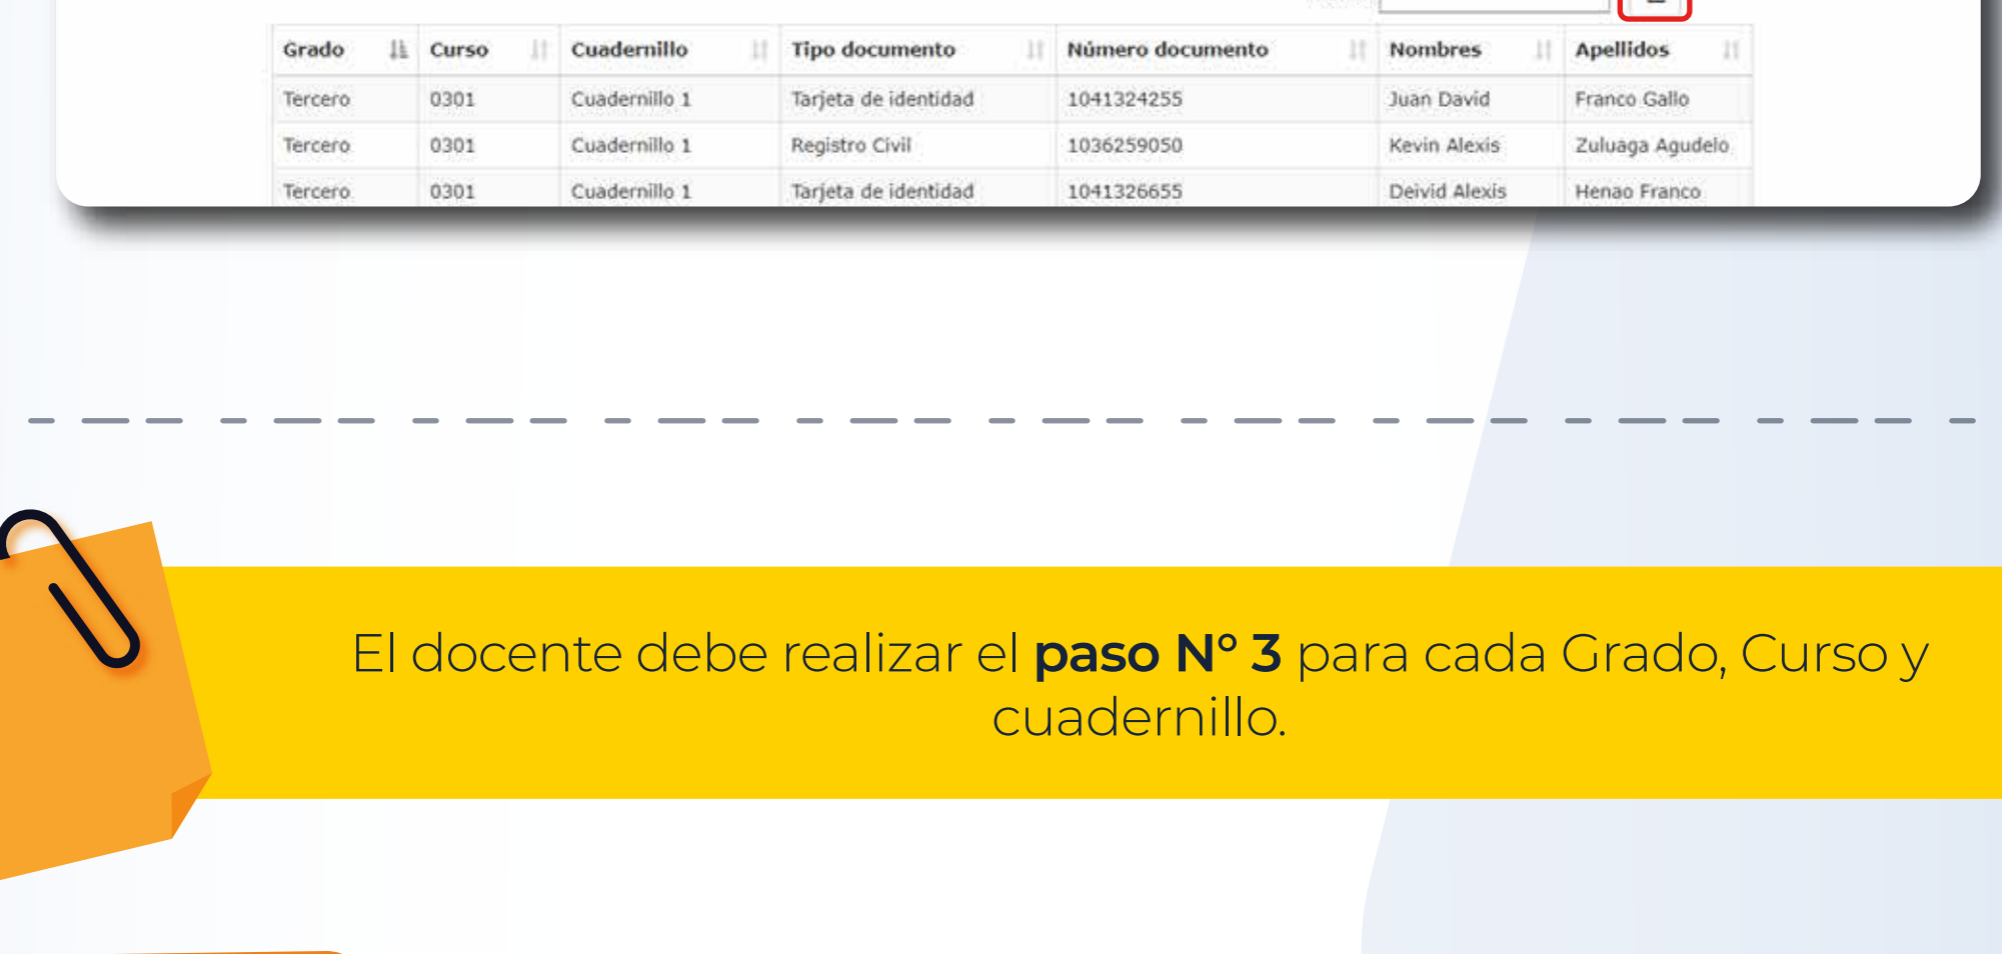 Grado Curso Cuadernillo Tipo documento Número documento Nombres Apellidos
Tercero 0301 Cuadernillo 1 Tarjeta de identidad 1041324255 Juan David Franco Gallo
Tercero 0301 Cuadernillo 1 Registro Civil 1036259050 Kevin Alexis Zuluaga Agudelo
Tercero 0301 Cuadernillo 1 Tarjeta de identidad 1041326655 Deivid Alexis Henao Franco
El docente debe realizar el paso N° 3 para cada Grado, Curso y
cuadernillo.